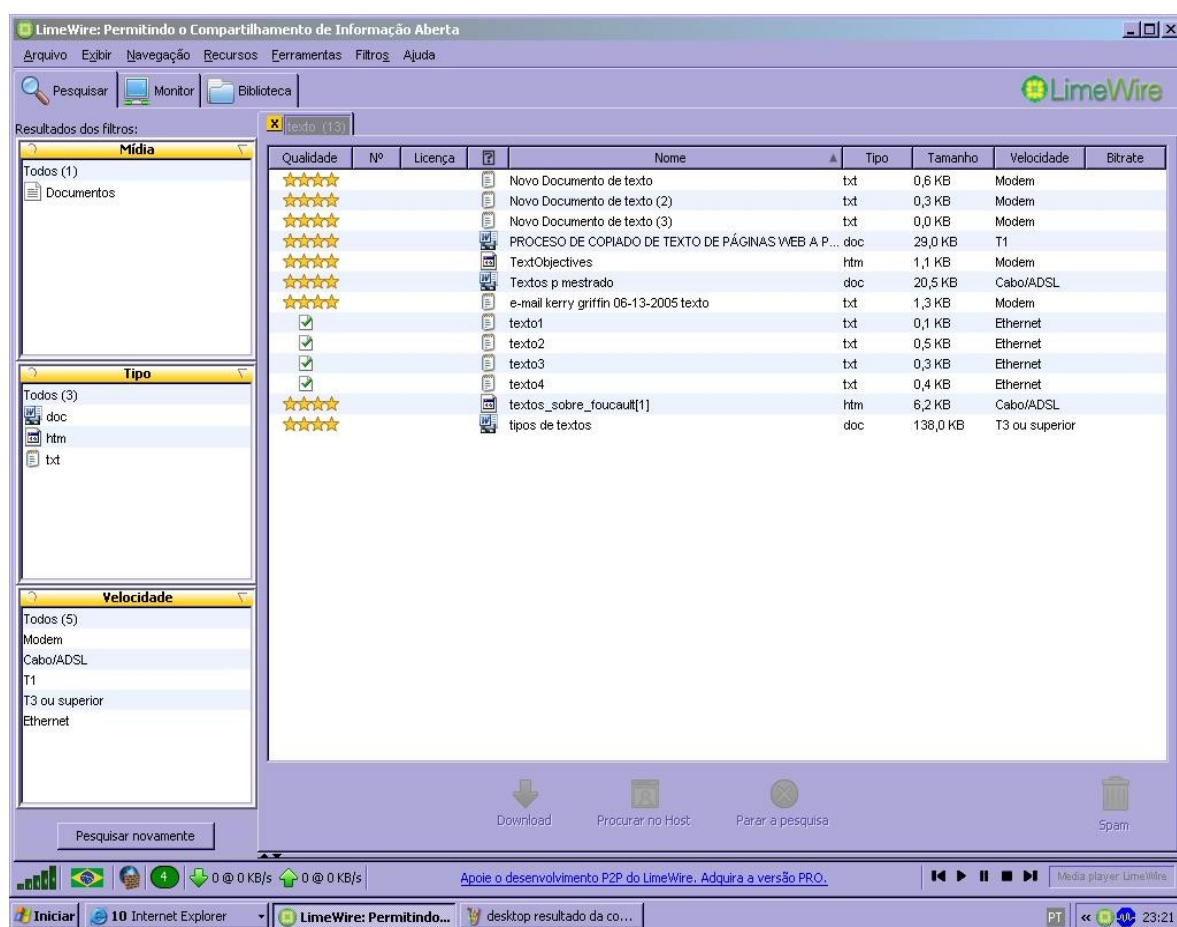 LimeWire: Permitindo o Compartilhamento de Informação Aberta
Arquivo Exibir Navegação Recursos Ferramentas Filtros Ajuda
Pesquisar Monitor Biblioteca LimeWire
Resultados dos filtros:
texto (13)
Mídia
Todos (1)
Documentos
Tipo
Todos (3)
doc
htm
txt
Velocidade
Todos (5)
Modem
Cabo/ADSL
T1
T3 ou superior
Ethernet
Pesquisar novamente
Qualidade Nº Licença ? Nome Tipo Tamanho Velocidade Bitrate
Novo Documento de texto txt 0,6 KB Modem
Novo Documento de texto (2) txt 0,3 KB Modem
Novo Documento de texto (3) txt 0,0 KB Modem
PROCESO DE COPIADO DE TEXTO DE PÁGINAS WEB A P... doc 29,0 KB T1
TextObjectives htm 1,1 KB Modem
Textos p mestrado doc 20,5 KB Cabo/ADSL
e-mail kerry griffin 06-13-2005 texto txt 1,3 KB Modem
texto1 txt 0,1 KB Ethernet
texto2 txt 0,5 KB Ethernet
texto3 txt 0,3 KB Ethernet
texto4 txt 0,4 KB Ethernet
textos_sobre_foucault[1] htm 6,2 KB Cabo/ADSL
tipos de textos doc 138,0 KB T3 ou superior
Download Procurar no Host Parar a pesquisa Spam
4 0 @ 0 KB/s 0 @ 0 KB/s Apoie o desenvolvimento P2P do LimeWire. Adquira a versão PRO. Media player LimeWire
Iniciar 10 Internet Explorer LimeWire: Permitindo... desktop resultado da co... PT « 23:21